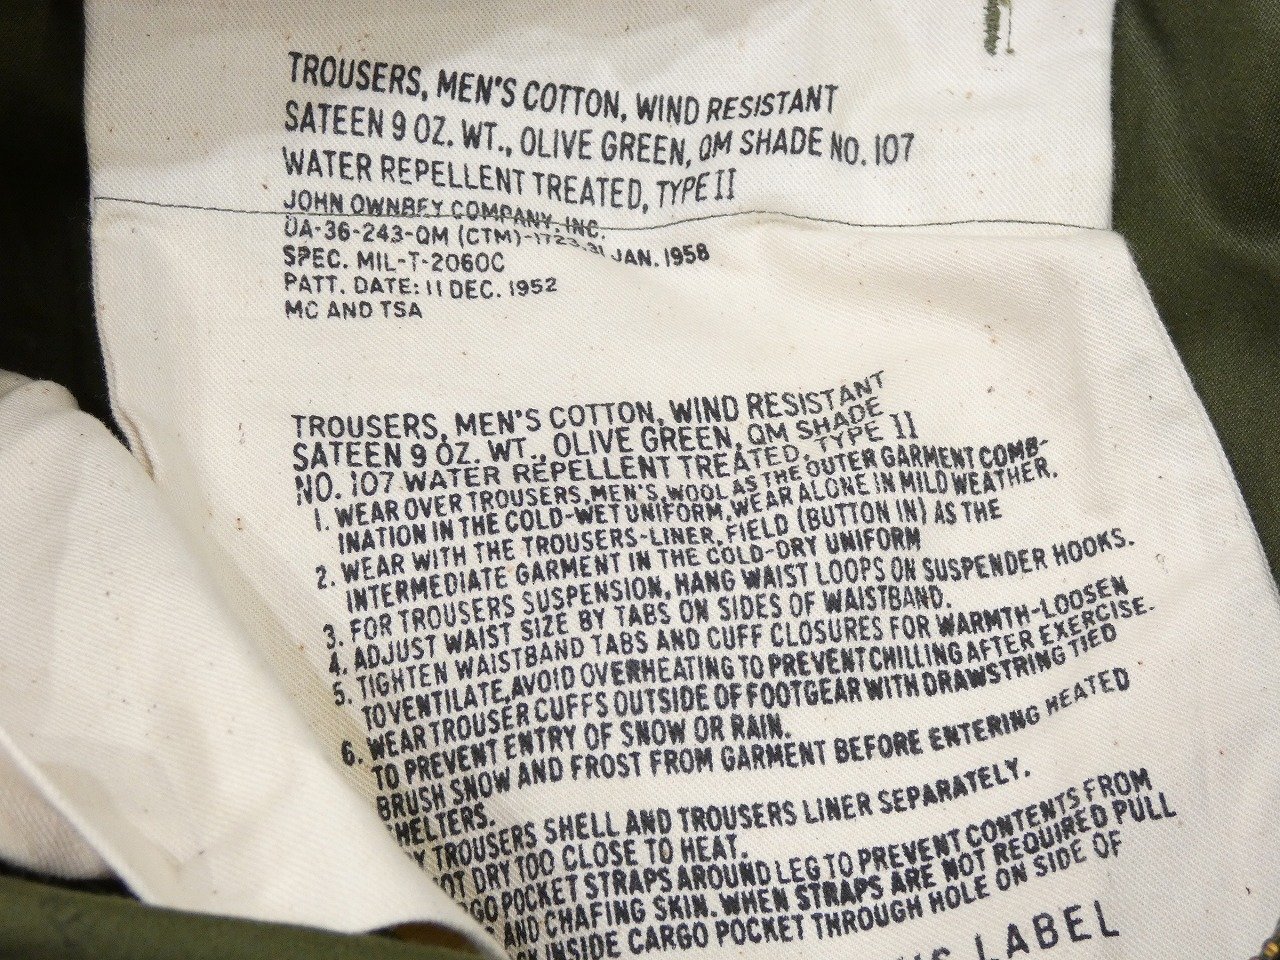 TROUSERS, MEN'S COTTON, WIND RESISTANT
SATEEN 9 OZ. WT., OLIVE GREEN, QM SHADE NO. 107
WATER REPELLENT TREATED, TYPE II
JOHN OWNBEY COMPANY, INC.
DA-36-243-QM (CTM)-1723, 31 JAN. 1958
SPEC. MIL-T-2060C
PATT. DATE: 11 DEC. 1952
MC AND TSA
TROUSERS, MEN'S COTTON, WIND RESISTANT
SATEEN 9 OZ. WT., OLIVE GREEN, QM SHADE
NO. 107 WATER REPELLENT TREATED, TYPE II
1. WEAR OVER TROUSERS, MEN'S, WOOL AS THE OUTER GARMENT COMB-
INATION IN THE COLD-WET UNIFORM, WEAR ALONE IN MILD WEATHER.
2. WEAR WITH THE TROUSERS-LINER, FIELD (BUTTON IN) AS THE
INTERMEDIATE GARMENT IN THE COLD-DRY UNIFORM
3. FOR TROUSERS SUSPENSION, HANG WAIST LOOPS ON SUSPENDER HOOKS.
4. ADJUST WAIST SIZE BY TABS ON SIDES OF WAISTBAND.
5. TIGHTEN WAISTBAND TABS AND CUFF CLOSURES FOR WARMTH-LOOSEN
TO VENTILATE, AVOID OVERHEATING TO PREVENT CHILLING AFTER EXERCISE.
6. WEAR TROUSER CUFFS OUTSIDE OF FOOTGEAR WITH DRAWSTRING TIED
TO PREVENT ENTRY OF SNOW OR RAIN.
BRUSH SNOW AND FROST FROM GARMENT BEFORE ENTERING HEATED
SHELTERS.
TROUSERS SHELL AND TROUSERS LINER SEPARATELY.
DRY TOO CLOSE TO HEAT.
POCKET STRAPS AROUND LEG TO PREVENT CONTENTS FROM
AND CHAFING SKIN. WHEN STRAPS ARE NOT REQUIRED PULL
INSIDE CARGO POCKET THROUGH HOLE ON SIDE OF
LABEL